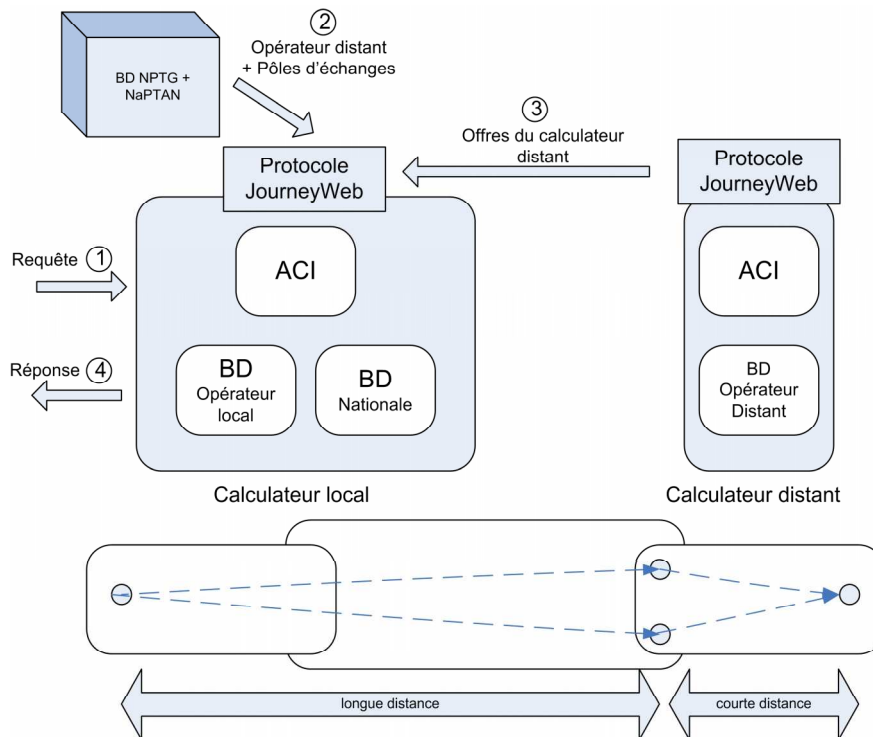 2
Opérateur distant
+ Pôles d'échanges
BD NPTG +
NaPTAN
3
Offres du calculateur
distant
Protocole
JourneyWeb
Protocole
JourneyWeb
Requête 1
ACI
ACI
Réponse 4
BD
Opérateur
local
BD
Nationale
BD
Opérateur
Distant
Calculateur local
Calculateur distant
longue distance
courte distance